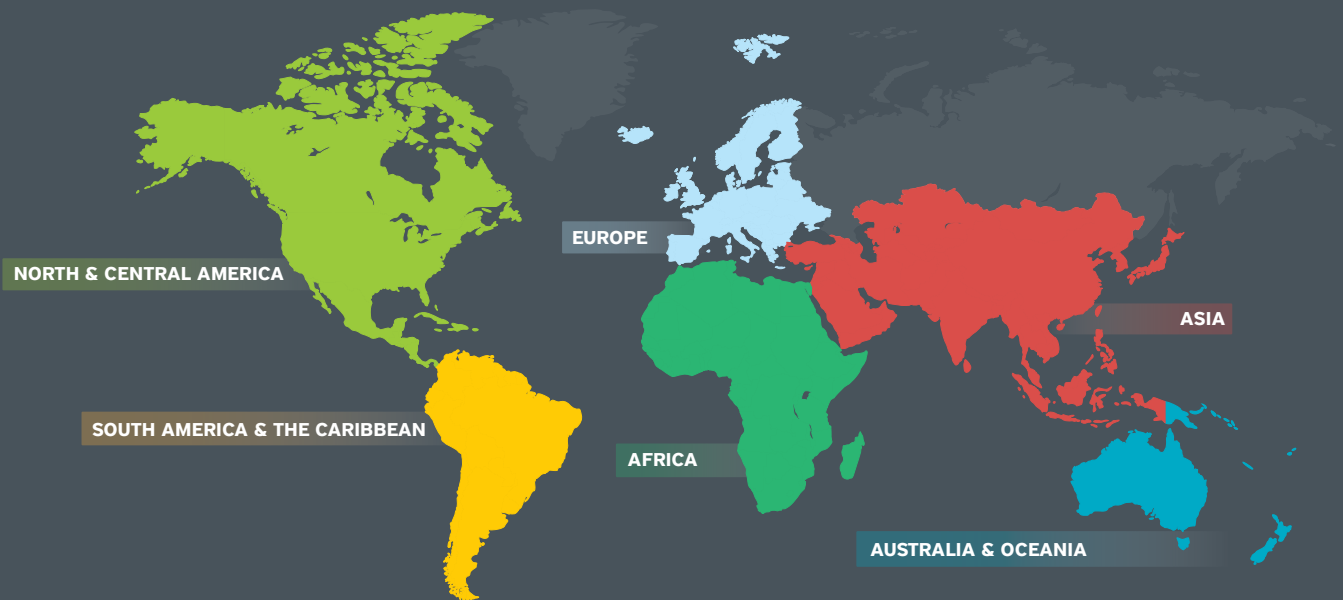 EUROPE
NORTH & CENTRAL AMERICA
ASIA
SOUTH AMERICA & THE CARIBBEAN
AFRICA
AUSTRALIA & OCEANIA